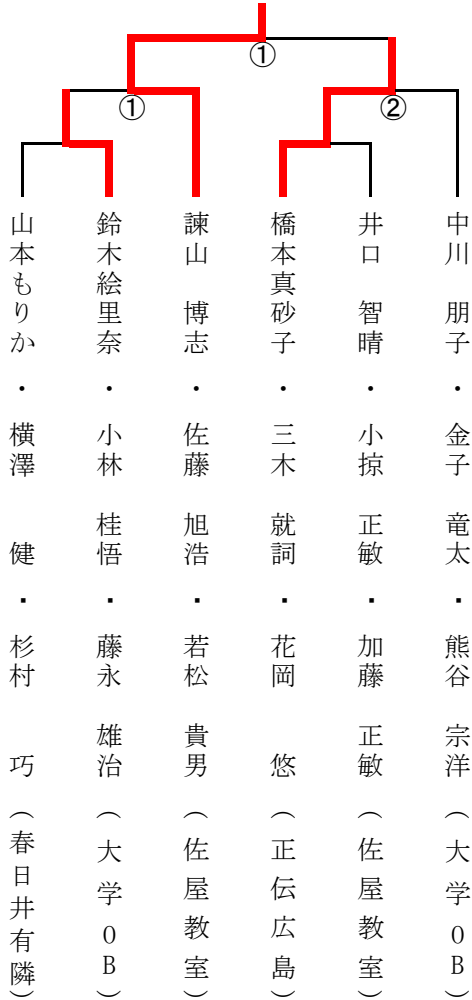 ①
①
②
山本もりか・横澤 健・杉村 巧(春日井有隣)
鈴木絵里奈・小林 桂悟・藤永 雄治(大学OB)
諫山 博志・佐藤 旭浩・若松 貴男(佐屋教室)
橋本真砂子・三木 就詞・花岡 悠(正伝広島)
井口 智晴・小掠 正敏・加藤 正敏(佐屋教室)
中川 朋子・金子 竜太・熊谷 宗洋(大学OB)